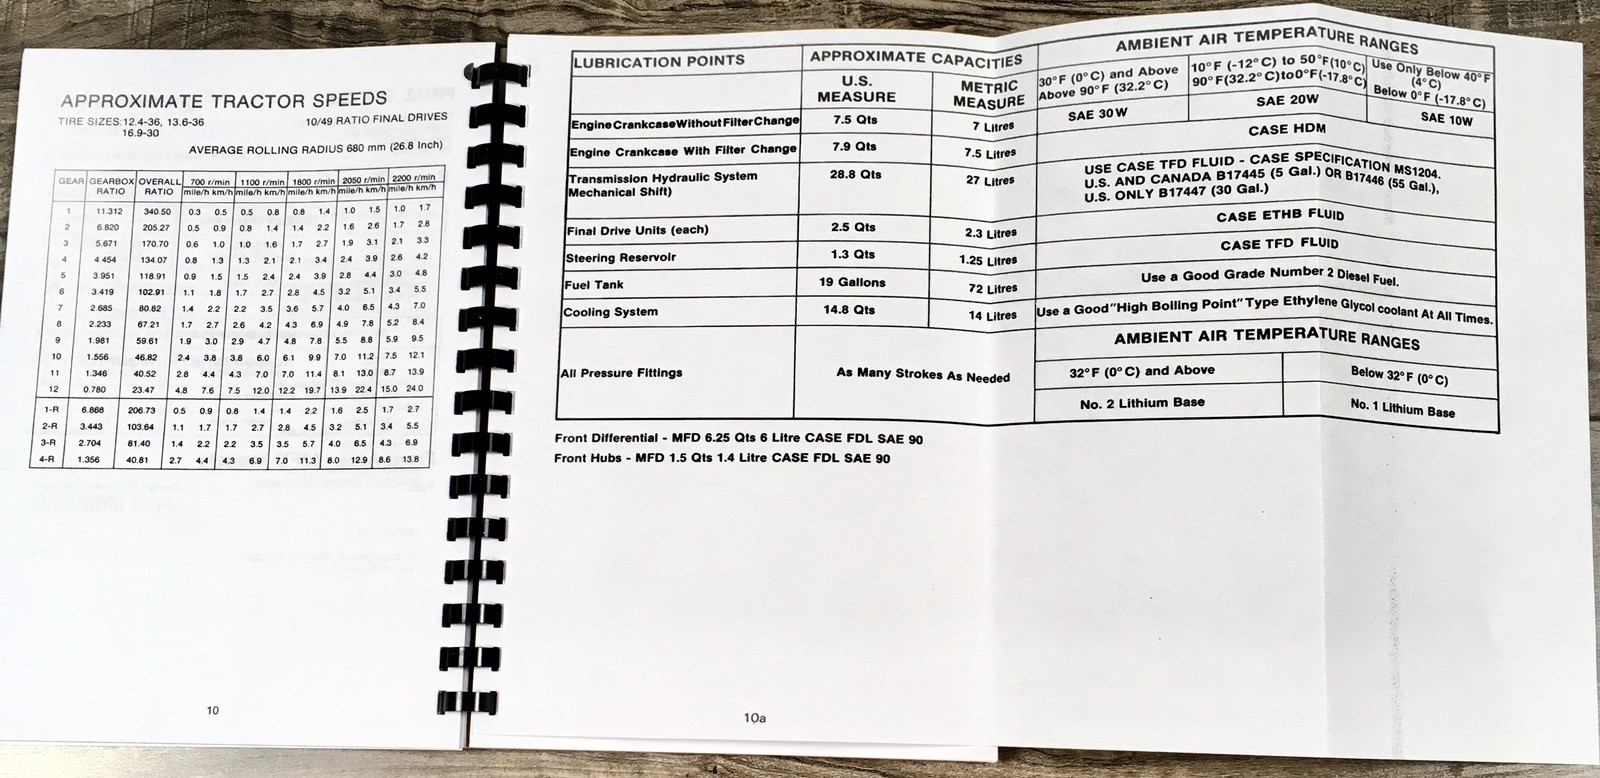 APPROXIMATE TRACTOR SPEEDS
TIRE SIZES:12.4-36, 13.6-36 10/49 RATIO FINAL DRIVES
16.9-30
AVERAGE ROLLING RADIUS 680 mm (26.8 Inch)
GEAR GEARBOX OVERALL 700 r/min 1100 r/min 1800 r/min 2050 r/min 2200 r/min
RATIO RATIO mile/h km/h mile/h km/h mile/h km/h mile/h km/h mile/h km/h
1 11.312 340.50 0.3 0.5 0.5 0.8 0.8 1.4 1.0 1.5 1.0 1.7
2 6.820 205.27 0.5 0.9 0.8 1.4 1.4 2.2 1.6 2.6 1.7 2.8
3 5.671 170.70 0.6 1.0 1.0 1.6 1.7 2.7 1.9 3.1 2.1 3.3
4 4.454 134.07 0.8 1.3 1.3 2.1 2.1 3.4 2.4 3.9 2.6 4.2
5 3.951 118.91 0.9 1.5 1.5 2.4 2.4 3.9 2.8 4.4 3.0 4.8
6 3.419 102.91 1.1 1.8 1.7 2.7 2.8 4.5 3.2 5.1 3.4 5.5
7 2.685 80.82 1.4 2.2 2.2 3.5 3.6 5.7 4.0 6.5 4.3 7.0
8 2.233 67.21 1.7 2.7 2.6 4.2 4.3 6.9 4.9 7.8 5.2 8.4
9 1.981 59.61 1.9 3.0 2.9 4.7 4.8 7.8 5.5 8.8 5.9 9.5
10 1.556 46.82 2.4 3.8 3.8 6.0 6.1 9.9 7.0 11.2 7.5 12.1
11 1.346 40.52 2.8 4.4 4.3 7.0 7.0 11.4 8.1 13.0 8.7 13.9
12 0.780 23.47 4.8 7.6 7.5 12.0 12.2 19.7 13.9 22.4 15.0 24.0
1-R 6.868 206.73 0.5 0.9 0.8 1.4 1.4 2.2 1.6 2.5 1.7 2.7
2-R 3.443 103.64 1.1 1.7 1.7 2.7 2.8 4.5 3.2 5.1 3.4 5.5
3-R 2.704 81.40 1.4 2.2 2.2 3.5 3.5 5.7 4.0 6.5 4.3 6.9
4-R 1.356 40.81 2.7 4.4 4.3 6.9 7.0 11.3 8.0 12.9 8.6 13.8
10
LUBRICATION POINTS APPROXIMATE CAPACITIES AMBIENT AIR TEMPERATURE RANGES
U.S. MEASURE METRIC MEASURE
30°F (0°C) and Above
Above 90°F (32.2°C)
10°F (-12°C) to 50°F(10°C)
90°F(32.2°C)to0°F(-17.8°C)
Use Only Below 40°F
(4°C)
Below 0°F (-17.8°C)
SAE 30W SAE 20W SAE 10W
Engine Crankcase Without Filter Change 7.5 Qts 7 Litres
CASE HDM
Engine Crankcase With Filter Change 7.9 Qts 7.5 Litres
Transmission Hydraulic System
Mechanical Shift) 28.8 Qts 27 Litres
USE CASE TFD FLUID - CASE SPECIFICATION MS1204.
U.S. AND CANADA B17445 (5 Gal.) OR B17446 (55 Gal.),
U.S. ONLY B17447 (30 Gal.)
Final Drive Units (each) 2.5 Qts 2.3 Litres CASE ETHB FLUID
Steering Reservoir 1.3 Qts 1.25 Litres CASE TFD FLUID
Fuel Tank 19 Gallons 72 Litres Use a Good Grade Number 2 Diesel Fuel.
Cooling System 14.8 Qts 14 Litres Use a Good "High Boiling Point" Type Ethylene Glycol coolant At All Times.
AMBIENT AIR TEMPERATURE RANGES
All Pressure Fittings As Many Strokes As Needed 32°F (0°C) and Above Below 32°F (0°C)
No. 2 Lithium Base No. 1 Lithium Base
Front Differential - MFD 6.25 Qts 6 Litre CASE FDL SAE 90
Front Hubs - MFD 1.5 Qts 1.4 Litre CASE FDL SAE 90
10a